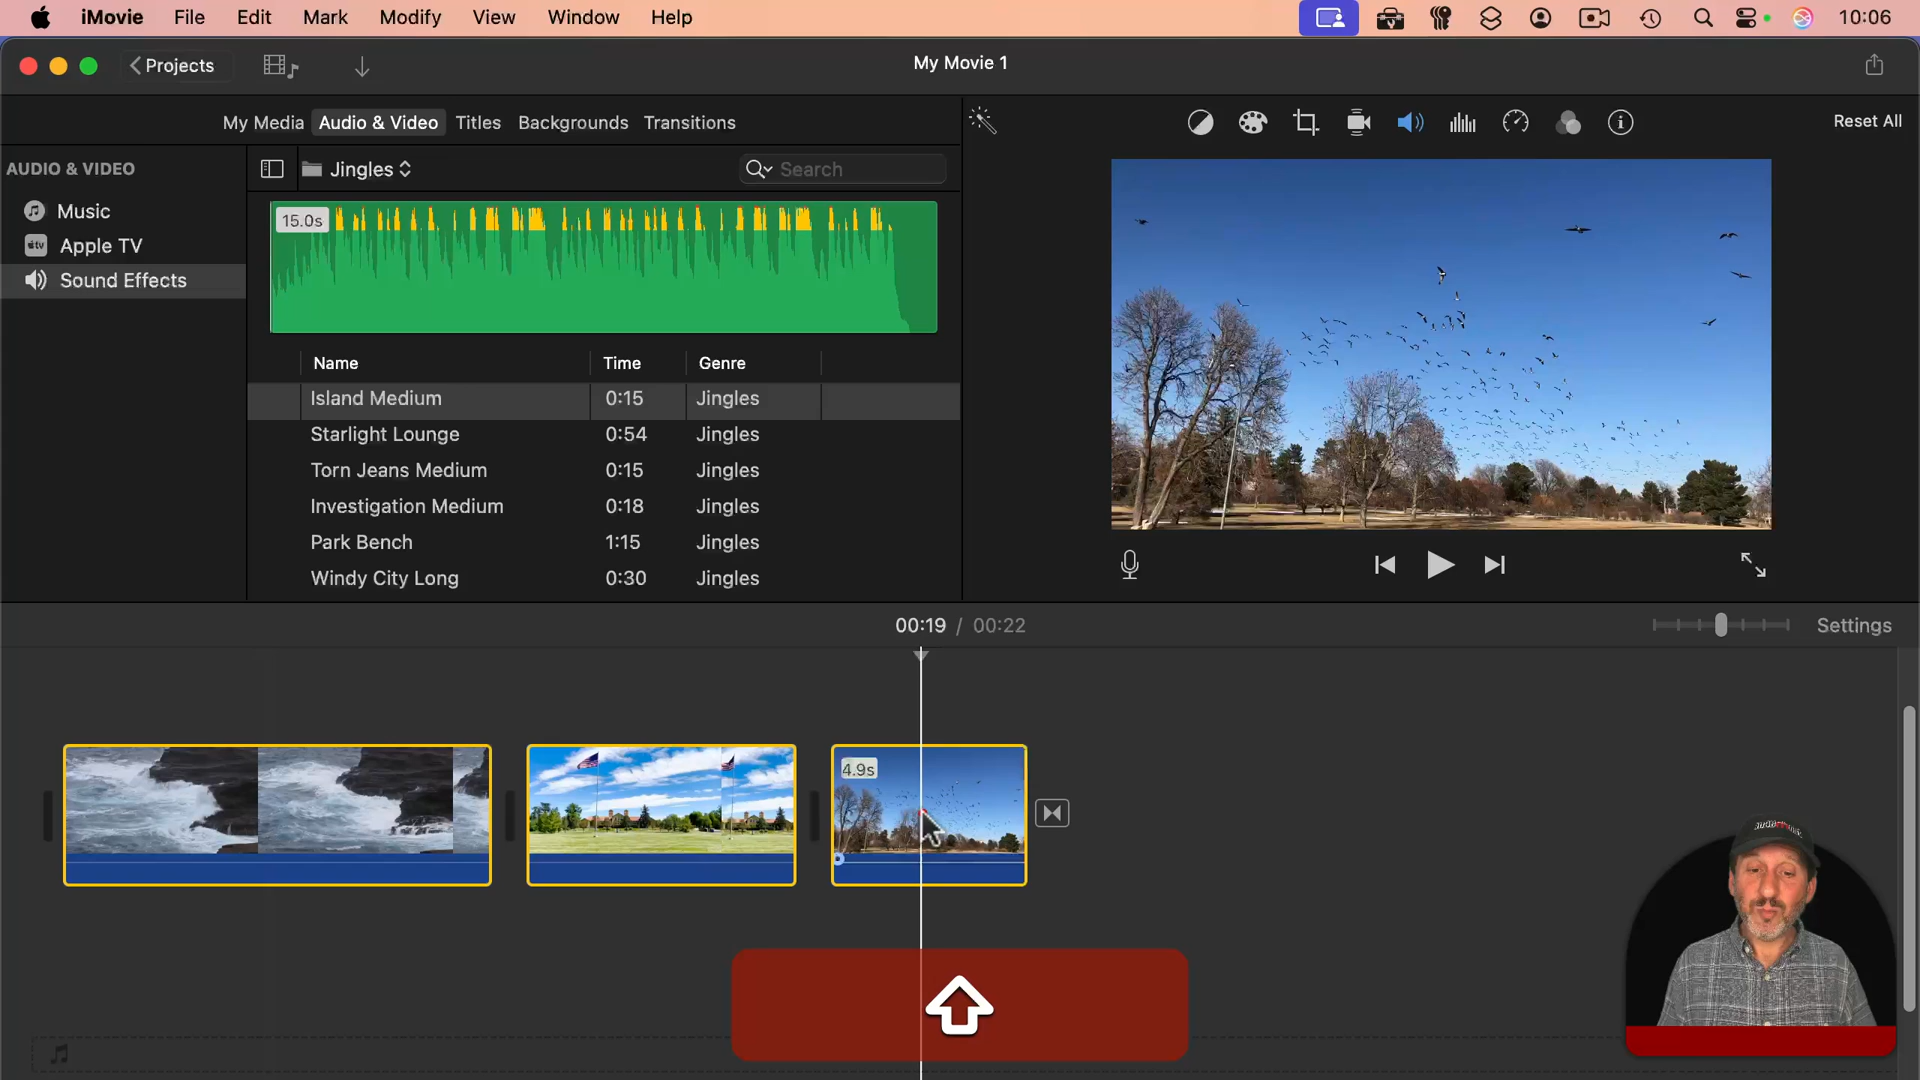 iMovie File Edit Mark Modify View Window Help 10:06
Projects My Movie 1
My Media Audio & Video Titles Backgrounds Transitions Reset All
AUDIO & VIDEO Jingles Search
Music
Apple TV
Sound Effects
15.0s
Name Time Genre
Island Medium 0:15 Jingles
Starlight Lounge 0:54 Jingles
Torn Jeans Medium 0:15 Jingles
Investigation Medium 0:18 Jingles
Park Bench 1:15 Jingles
Windy City Long 0:30 Jingles
00:19 / 00:22 Settings
4.9s